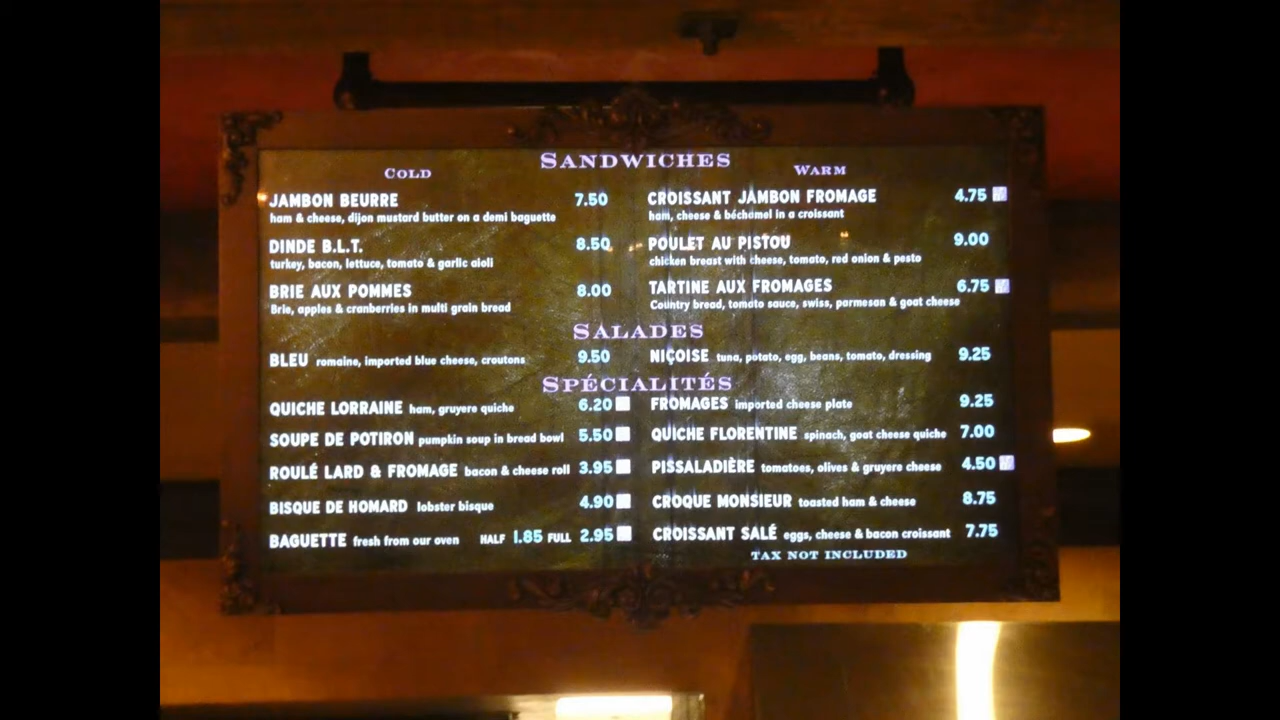 SANDWICHES
COLD
JAMBON BEURRE 7.50
ham & cheese, dijon mustard butter on a demi baguette
DINDE B.L.T. 8.50
turkey, bacon, lettuce, tomato & garlic aioli
BRIE AUX POMMES 8.00
Brie, apples & cranberries in multi grain bread
WARM
CROISSANT JAMBON FROMAGE 4.75
ham, cheese & béchamel in a croissant
POULET AU PISTOU 9.00
chicken breast with cheese, tomato, red onion & pesto
TARTINE AUX FROMAGES 6.75
Country bread, tomato sauce, swiss, parmesan & goat cheese
SALADES
BLEU romaine, imported blue cheese, croutons 9.50
NIÇOISE tuna, potato, egg, beans, tomato, dressing 9.25
SPÉCIALITÉS
QUICHE LORRAINE ham, gruyere quiche 6.20
SOUPE DE POTIRON pumpkin soup in bread bowl 5.50
ROULÉ LARD & FROMAGE bacon & cheese roll 3.95
BISQUE DE HOMARD lobster bisque 4.90
BAGUETTE fresh from our oven HALF 1.85 FULL 2.95
FROMAGES imported cheese plate 9.25
QUICHE FLORENTINE spinach, goat cheese quiche 7.00
PISSALADIÈRE tomatoes, olives & gruyere cheese 4.50
CROQUE MONSIEUR toasted ham & cheese 8.75
CROISSANT SALÉ eggs, cheese & bacon croissant 7.75
TAX NOT INCLUDED